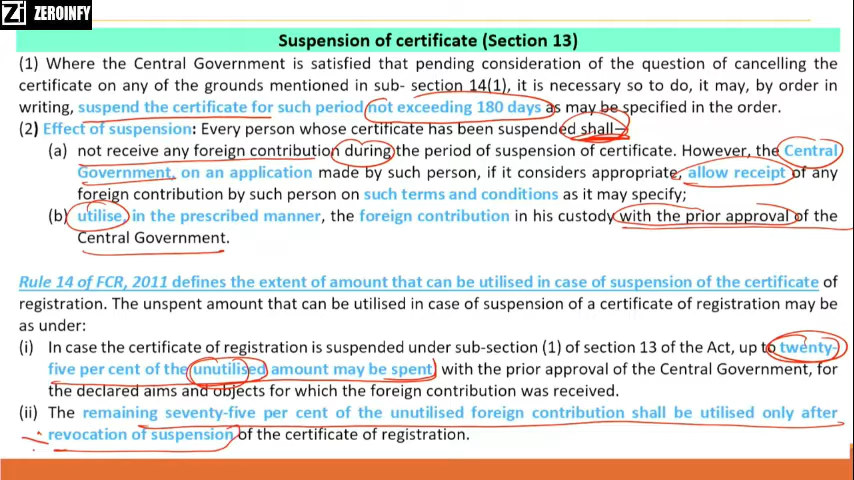 Zi ZEROINFY
Suspension of certificate (Section 13)
(1) Where the Central Government is satisfied that pending consideration of the question of cancelling the
certificate on any of the grounds mentioned in sub- section 14(1), it is necessary so to do, it may, by order in
writing, suspend the certificate for such period not exceeding 180 days as may be specified in the order.
(2) Effect of suspension: Every person whose certificate has been suspended shall–
(a) not receive any foreign contribution during the period of suspension of certificate. However, the Central
Government, on an application made by such person, if it considers appropriate, allow receipt of any
foreign contribution by such person on such terms and conditions as it may specify;
(b) utilise, in the prescribed manner, the foreign contribution in his custody with the prior approval of the
Central Government.
Rule 14 of FCR, 2011 defines the extent of amount that can be utilised in case of suspension of the certificate of
registration. The unspent amount that can be utilised in case of suspension of a certificate of registration may be
as under:
(i) In case the certificate of registration is suspended under sub-section (1) of section 13 of the Act, up to twenty-
five per cent of the unutilised amount may be spent, with the prior approval of the Central Government, for
the declared aims and objects for which the foreign contribution was received.
(ii) The remaining seventy-five per cent of the unutilised foreign contribution shall be utilised only after
revocation of suspension of the certificate of registration.